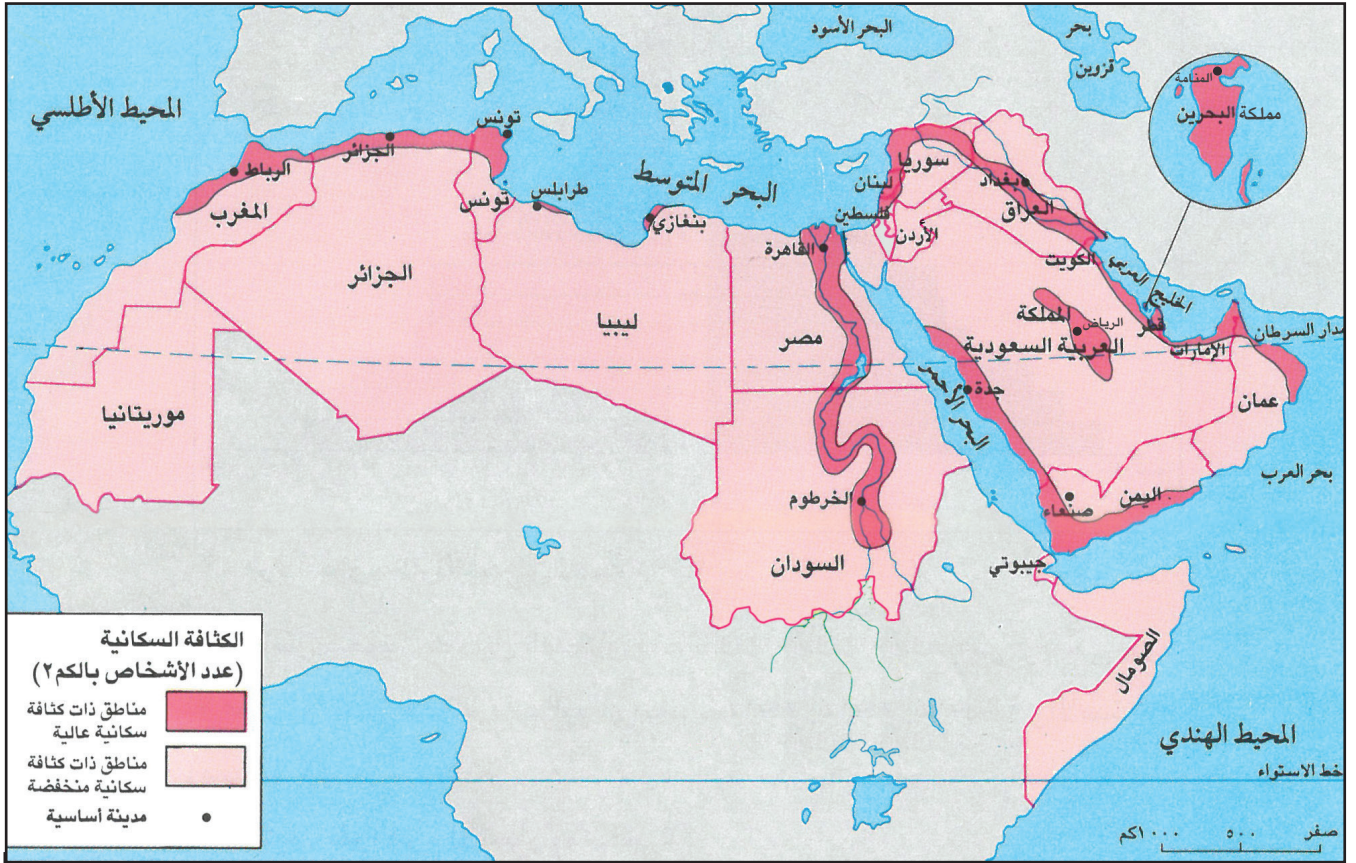 البحر الأسود
بحر
قزوين
المنامة
مملكة البحرين
المحيط الأطلسي
تونس
الجزائر
الرباط
المغرب
تونس
طرابلس
البحر المتوسط
بنغازي
سوريا
لبنان
فلسطين
الأردن
بغداد
العراق
الكويت
الخليج العربي
القاهرة
الجزائر
ليبيا
مصر
المملكة
الرياض
العربية السعودية
قطر
الإمارات
مدار السرطان
عمان
جدة
البحر الأحمر
موريتانيا
بحر العرب
اليمن
صنعاء
الخرطوم
السودان
جيبوتي
الصومال
المحيط الهندي
خط الاستواء
الكثافة السكانية
(عدد الأشخاص بالكم٢)
مناطق ذات كثافة
سكانية عالية
مناطق ذات كثافة
سكانية منخفضة
مدينة أساسية
صفر ٥٠٠ ١٠٠٠كم